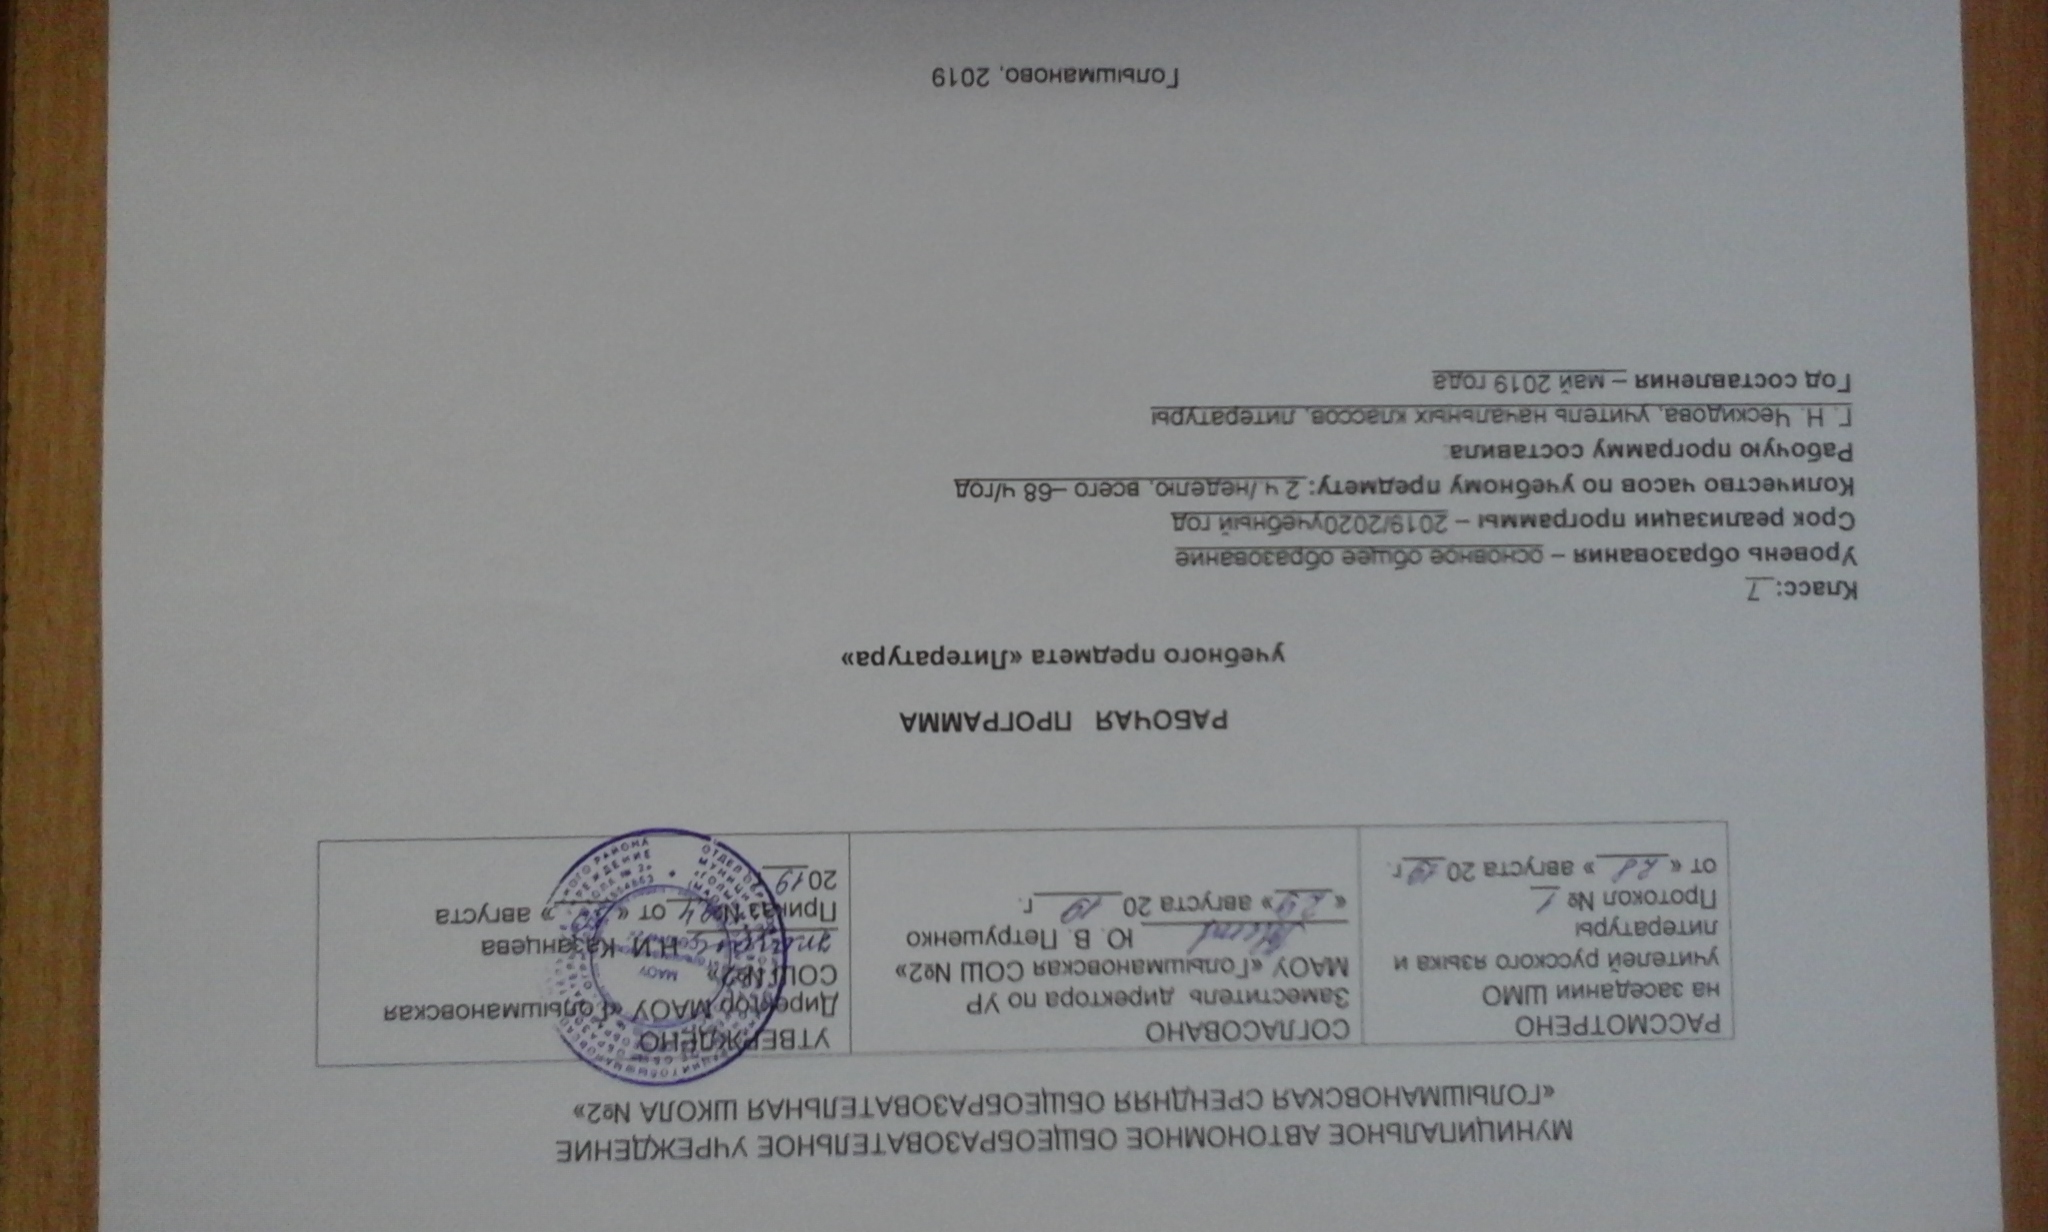 МУНИЦИПАЛЬНОЕ АВТОНОМНОЕ ОБЩЕОБРАЗОВАТЕЛЬНОЕ УЧРЕЖДЕНИЕ
«ГОЛЫШМАНОВСКАЯ СРЕНДНЯЯ ОБЩЕОБРАЗОВАТЕЛЬНАЯ ШКОЛА №2»
РАССМОТРЕНО
на заседании ШМО
учителей русского языка и
литературы
Протокол № 1
от « » августа 20 19 г.
СОГЛАСОВАНО
Заместитель директора по УР
МАОУ «Голышмановская СОШ №2»
Ю. В. Петрушенко
« 29 » августа 20 19 г.
УТВЕРЖДЕНО
Директор МАОУ «Голышмановская
СОШ №2»
Н.И. Казанцева
Приказ № от « » августа
2019
РАБОЧАЯ ПРОГРАММА
учебного предмета «Литература»
Класс: 7
Уровень образования – основное общее образование
Срок реализации программы – 2019/2020учебный год
Количество часов по учебному предмету: 2 ч /неделю, всего –68 ч/год
Рабочую программу составила
Г. Н. Ческидова, учитель начальных классов, литературы
Год составления – май 2019 года
Голышманово, 2019